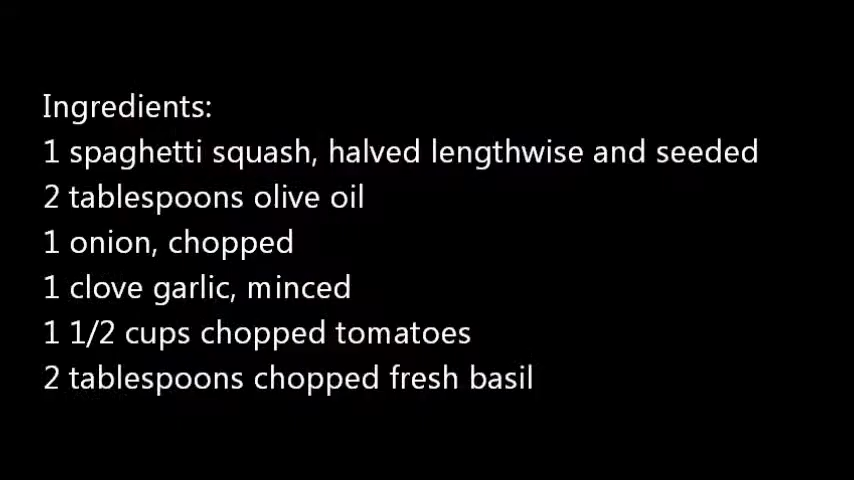 Ingredients:
1 spaghetti squash, halved lengthwise and seeded
2 tablespoons olive oil
1 onion, chopped
1 clove garlic, minced
1 1/2 cups chopped tomatoes
2 tablespoons chopped fresh basil